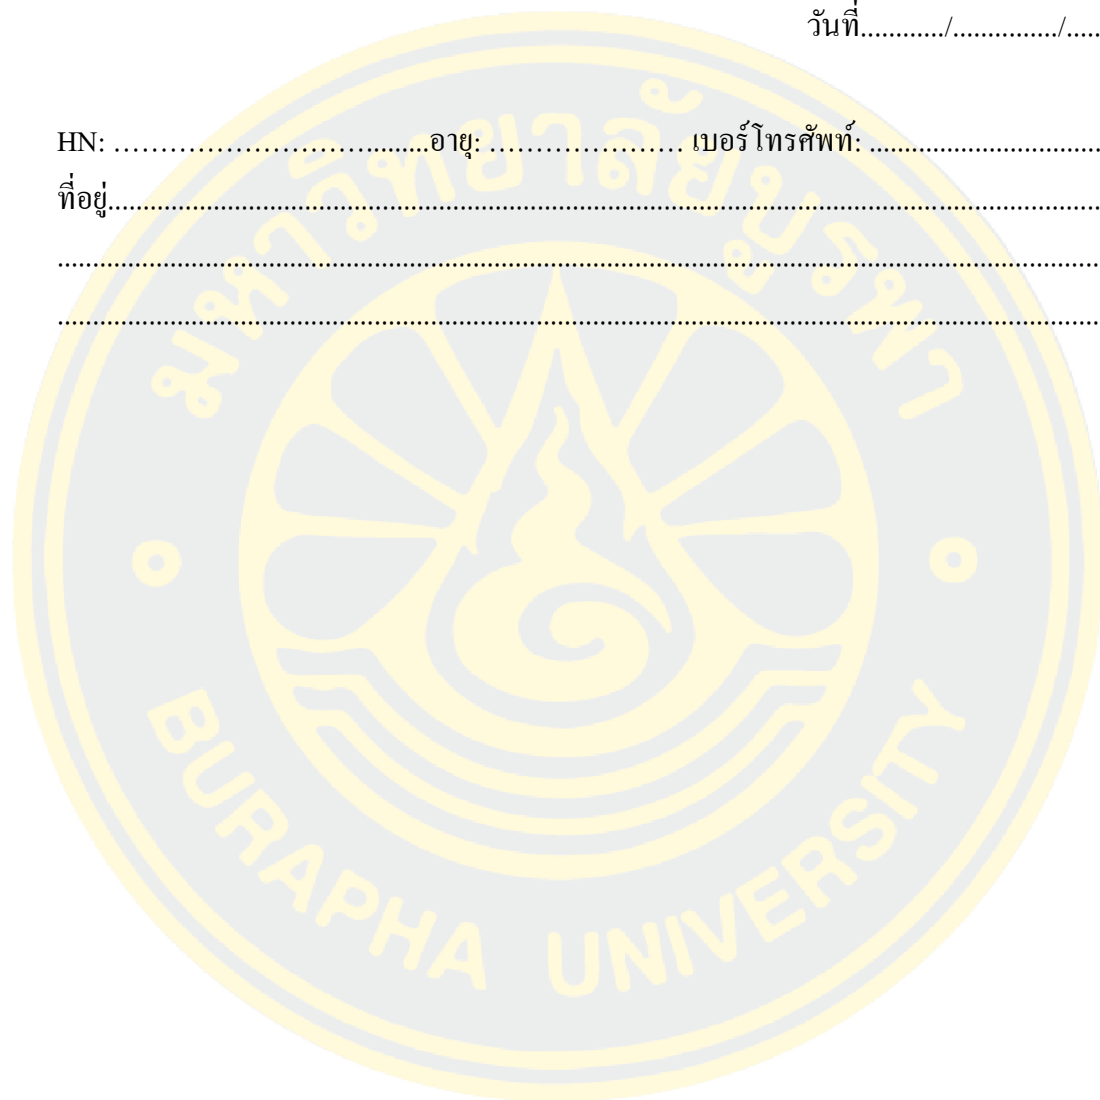 วันที่............/.............../.....
HN: ……………………….........อายุ: ………………… เบอร์โทรศัพท์: .................................
ที่อยู่..............................................................................................................................................
.....................................................................................................................................................
.....................................................................................................................................................
มหาวิทยาลัยบูรพา
BURAPHA UNIVERSITY